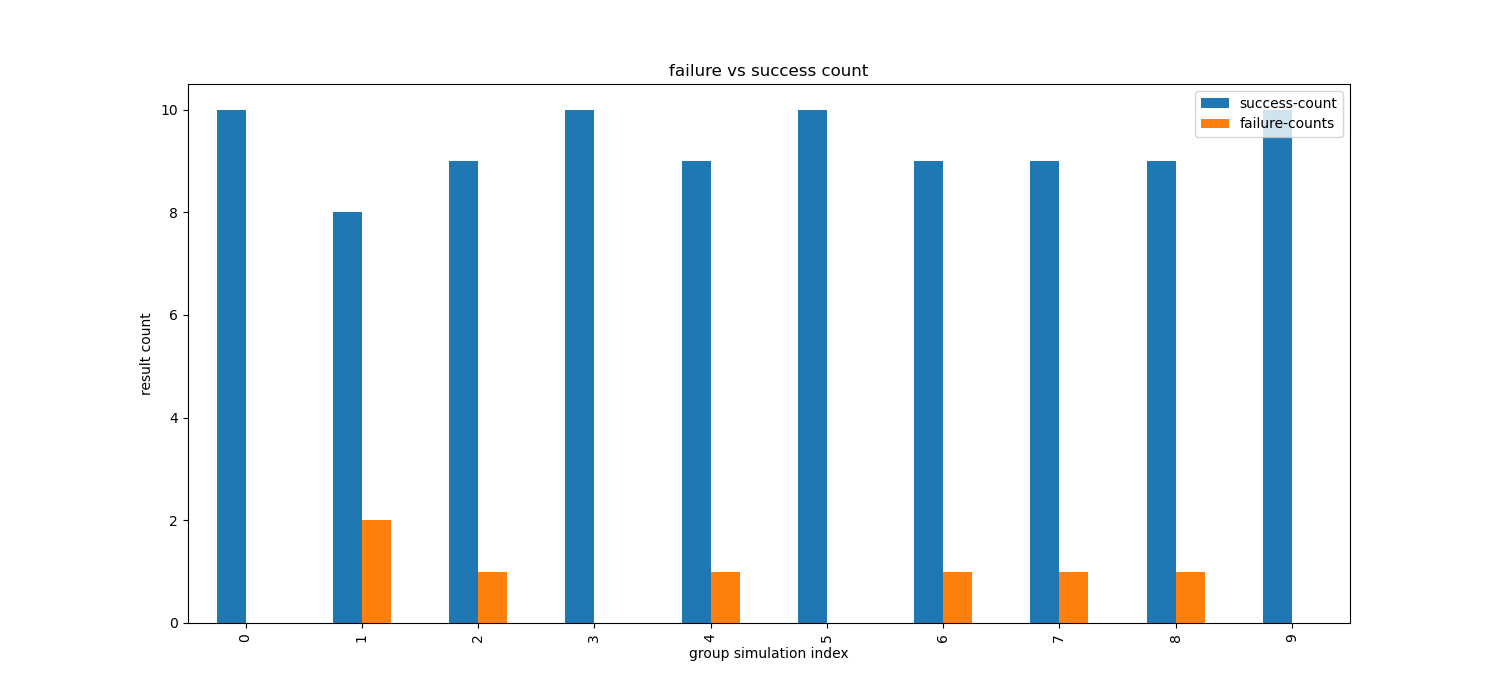 failure vs success count
success-count
failure-counts
10
8
6
4
2
0
result count
0 1 2 3 4 5 6 7 8 9
group simulation index